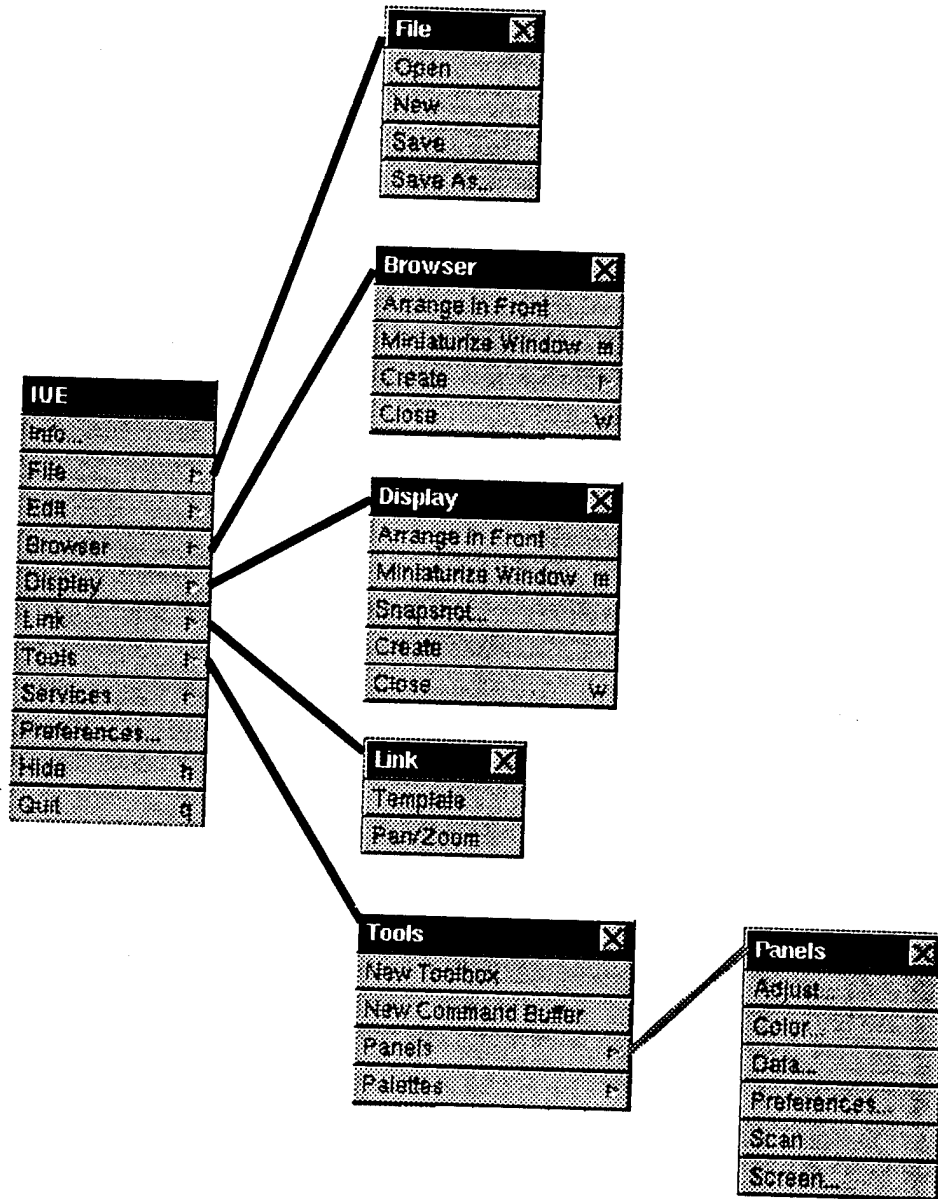 File
Open
New
Save
Save As...
Browser
Arrange in Front
Miniaturize Window m
Create
Close w
IUE
Info...
File
Edit
Browser
Display
Link
Tools
Services
Preferences...
Hide h
Quit q
Display
Arrange in Front
Miniaturize Window m
Snapshot...
Create
Close w
Link
Template
Pan/Zoom
Tools
New Toolbox
New Command Buffer
Panels
Palettes
Panels
Adjust...
Color...
Data...
Preferences...
Scan
Screen...